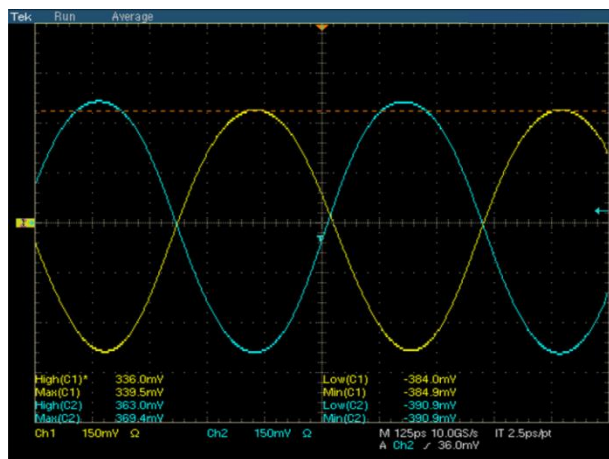 Tek Run Average
High(C1)* 336.0mV Low(C1) -384.0mV
Max(C1) 339.5mV Min(C1) -384.9mV
High(C2) 363.0mV Low(C2) -390.9mV
Max(C2) 369.4mV Min(C2) -390.9mV
Ch1 150mV Ω Ch2 150mV Ω M 125ps 10.0GS/s IT 2.5ps/pt
A Ch2 ⁄ 36.0mV